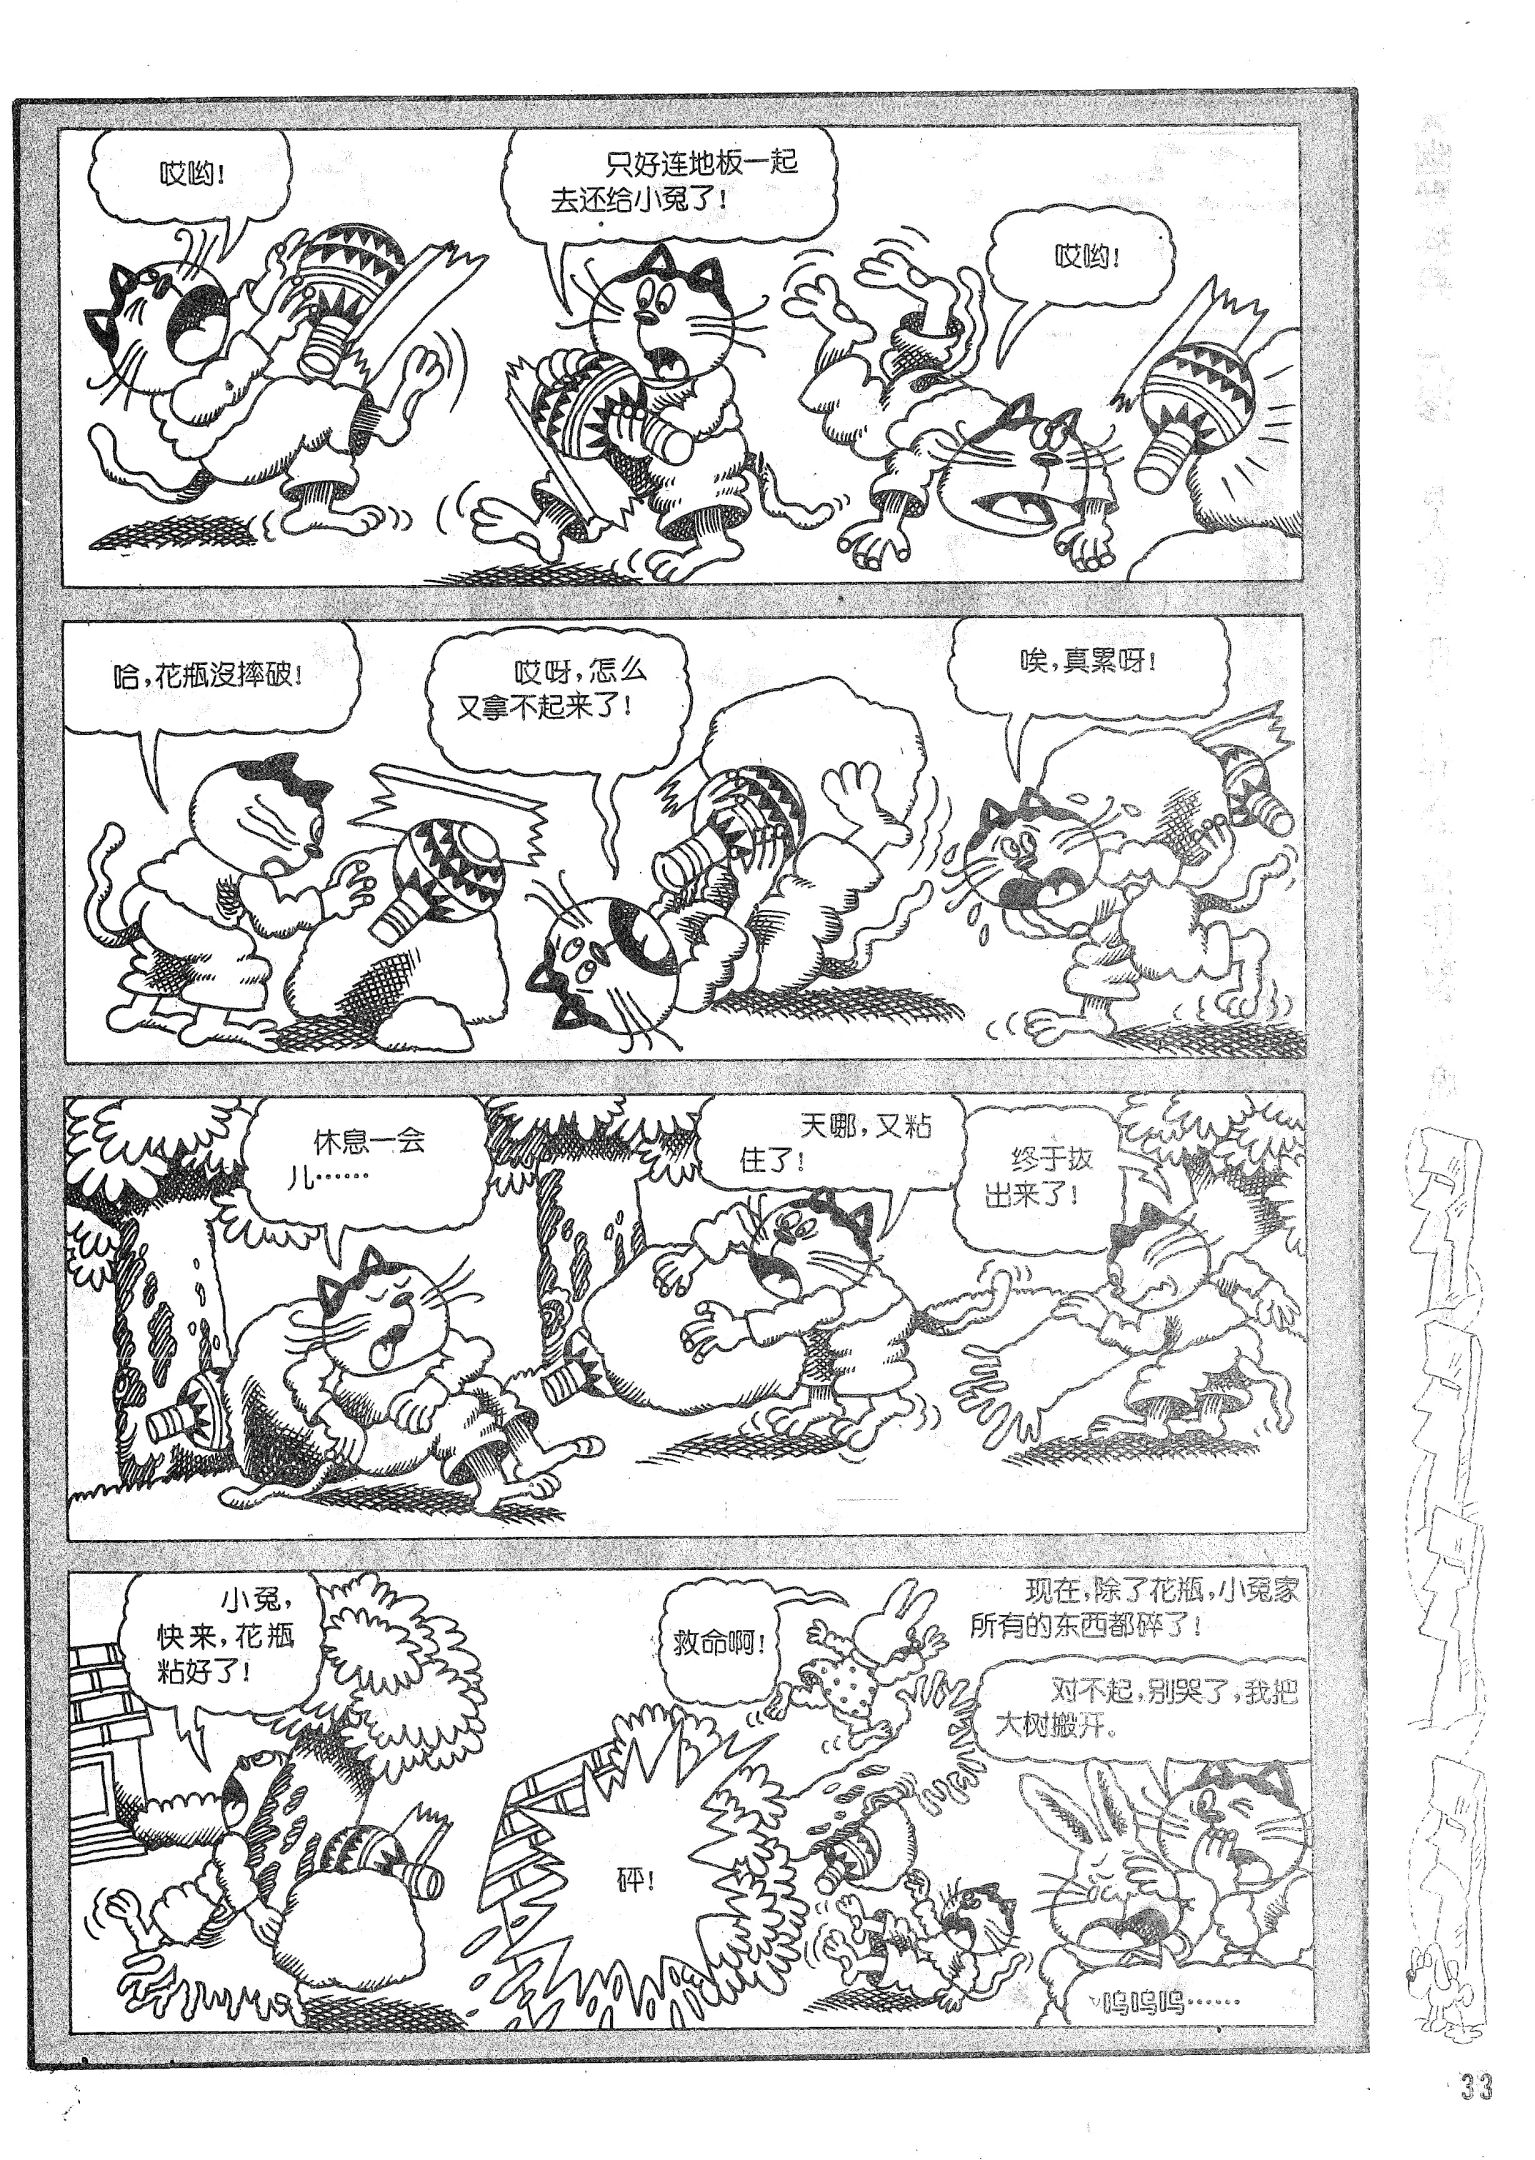 哎哟!
只好连地板一起
去还给小兔了!
哎哟!
哈,花瓶沒摔破!
哎呀,怎么
又拿不起来了!
唉,真累呀!
休息一会
儿……
天哪,又粘
住了!
终于拔
出来了!
小兔,
快来,花瓶
粘好了!
砰!
救命啊!
现在,除了花瓶,小兔家
所有的东西都碎了!
对不起,别哭了,我把
大树搬开。
呜呜呜……
33